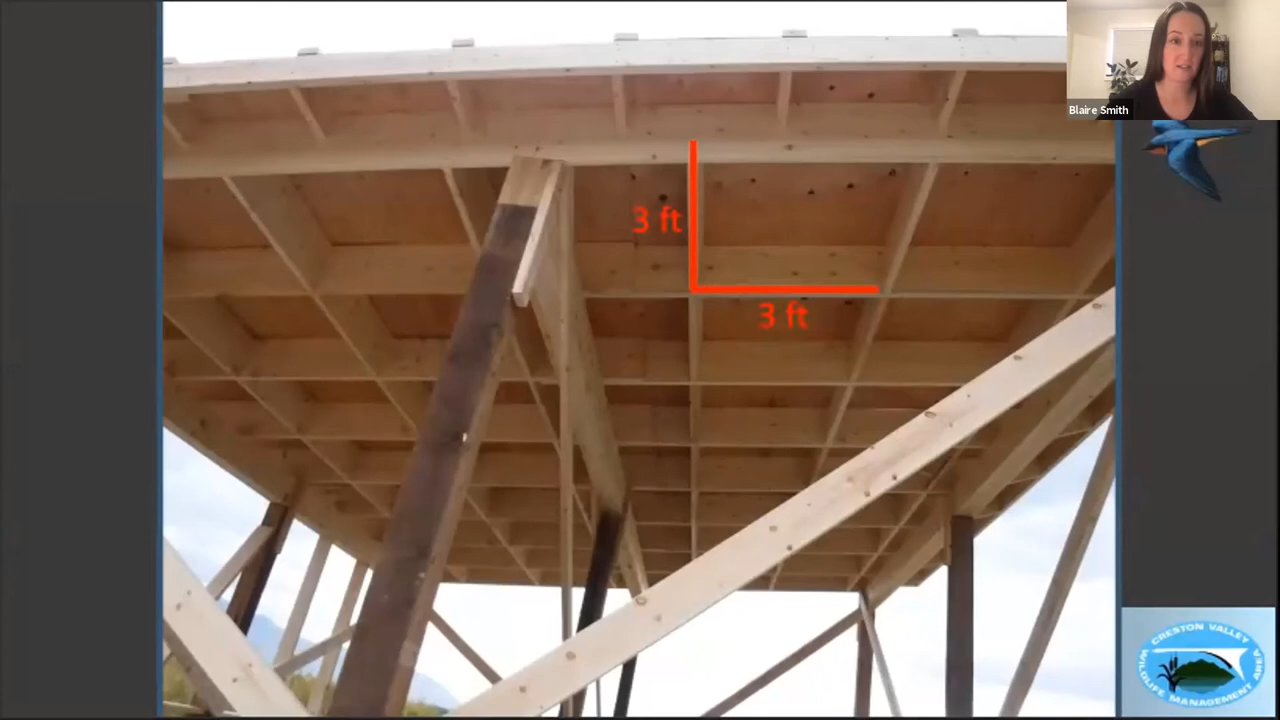 Blaire Smith
3 ft
3 ft
CRESTON VALLEY
WILDLIFE MANAGEMENT AREA